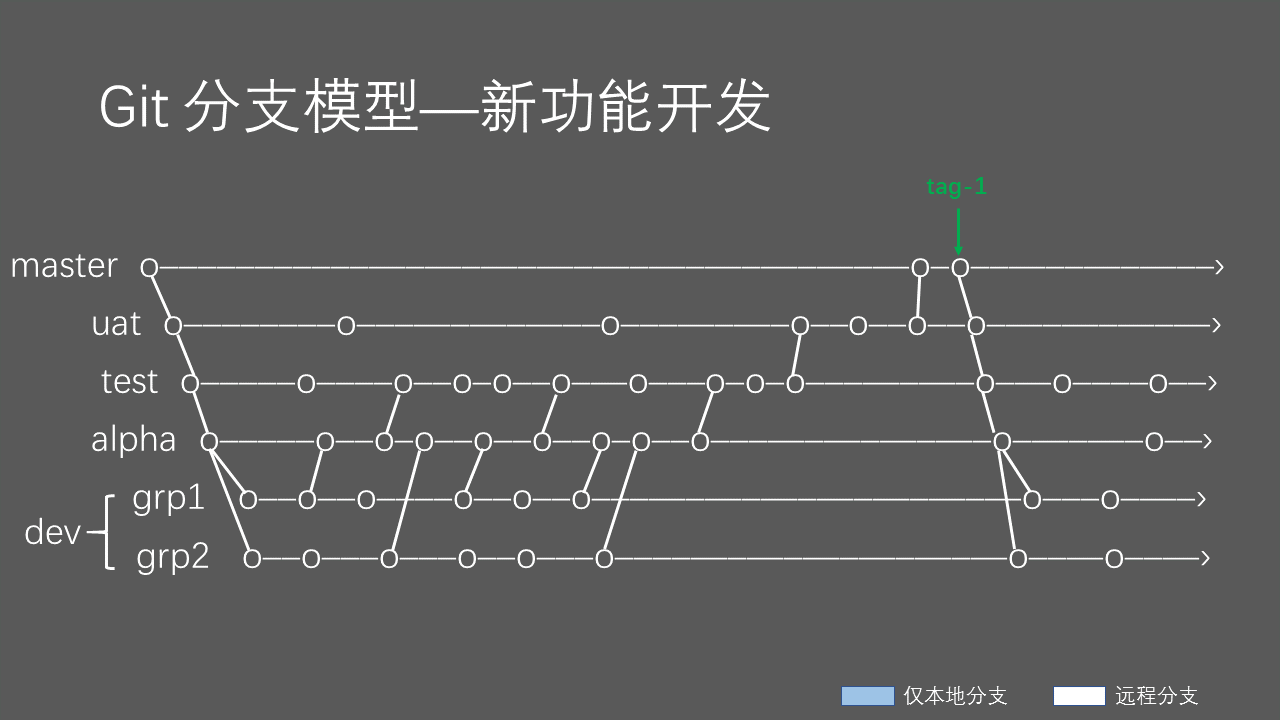 Git 分支模型—新功能开发
tag-1
master
uat
test
alpha
grp1
dev
grp2
仅本地分支
远程分支